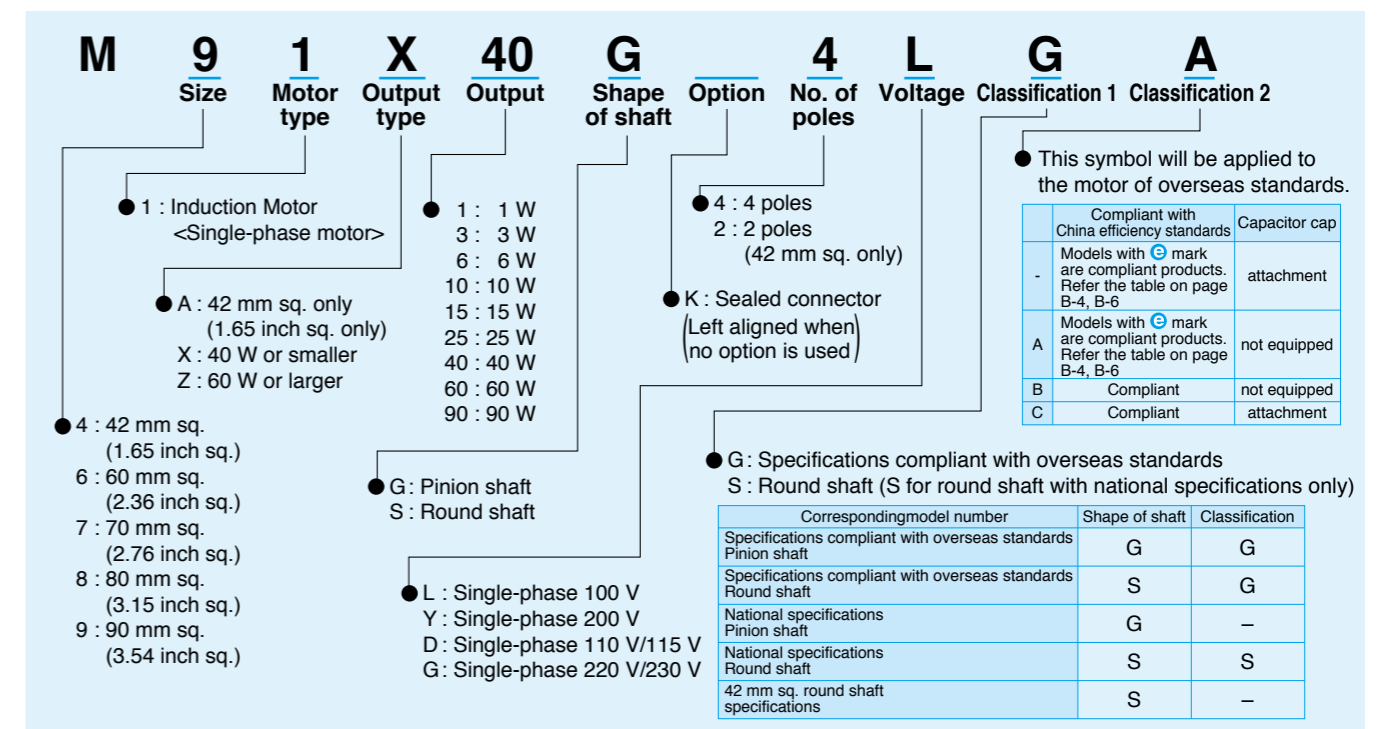 M 9 1 X 40 G 4 L G A
Size Motor type Output type Output Shape of shaft Option No. of poles Voltage Classification 1 Classification 2
4 : 42 mm sq.
(1.65 inch sq.)
6 : 60 mm sq.
(2.36 inch sq.)
7 : 70 mm sq.
(2.76 inch sq.)
8 : 80 mm sq.
(3.15 inch sq.)
9 : 90 mm sq.
(3.54 inch sq.)
1 : Induction Motor
<Single-phase motor>
A : 42 mm sq. only
(1.65 inch sq. only)
X : 40 W or smaller
Z : 60 W or larger
1 : 1 W
3 : 3 W
6 : 6 W
10 : 10 W
15 : 15 W
25 : 25 W
40 : 40 W
60 : 60 W
90 : 90 W
G : Pinion shaft
S : Round shaft
K : Sealed connector
(Left aligned when
no option is used)
4 : 4 poles
2 : 2 poles
(42 mm sq. only)
L : Single-phase 100 V
Y : Single-phase 200 V
D : Single-phase 110 V/115 V
G : Single-phase 220 V/230 V
G : Specifications compliant with overseas standards
S : Round shaft (S for round shaft with national specifications only)
Correspondingmodel number Shape of shaft Classification
Specifications compliant with overseas standards
Pinion shaft G G
Specifications compliant with overseas standards
Round shaft S G
National specifications
Pinion shaft G –
National specifications
Round shaft S S
42 mm sq. round shaft
specifications S –
This symbol will be applied to
the motor of overseas standards.
Compliant with
China efficiency standards Capacitor cap
- Models with e mark
are compliant products.
Refer the table on page
B-4, B-6 attachment
A Models with e mark
are compliant products.
Refer the table on page
B-4, B-6 not equipped
B Compliant not equipped
C Compliant attachment